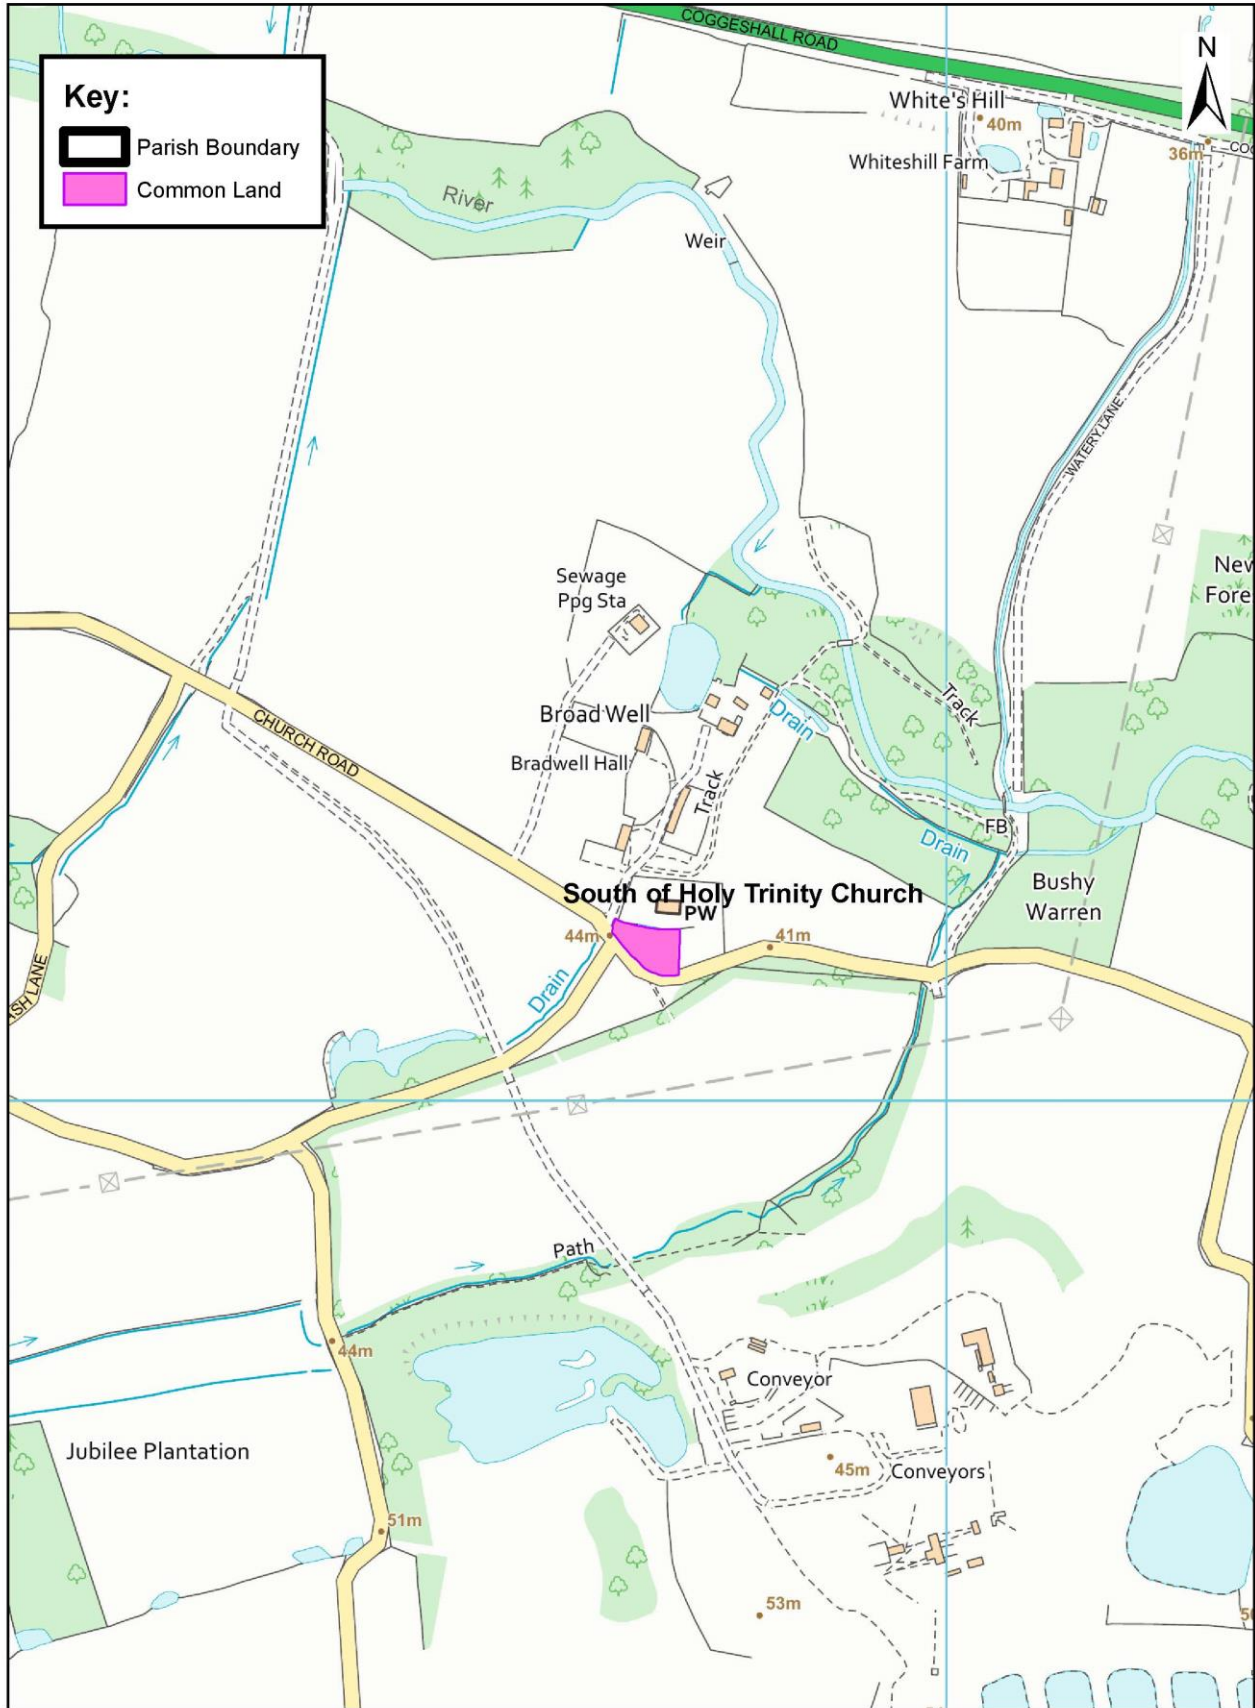 COGGESHALL ROAD
N
Key:
Parish Boundary
Common Land
White's Hill
40m
Whiteshill Farm
36m
River
Weir
WATERY LANE
Sewage
Ppg Sta
Track
Broad Well
Drain
CHURCH ROAD
Bradwell Hall
Track
FB
Drain
Bushy
Warren
South of Holy Trinity Church
PW
44m
41m
Drain
Path
44m
Conveyor
Jubilee Plantation
45m
Conveyors
51m
53m